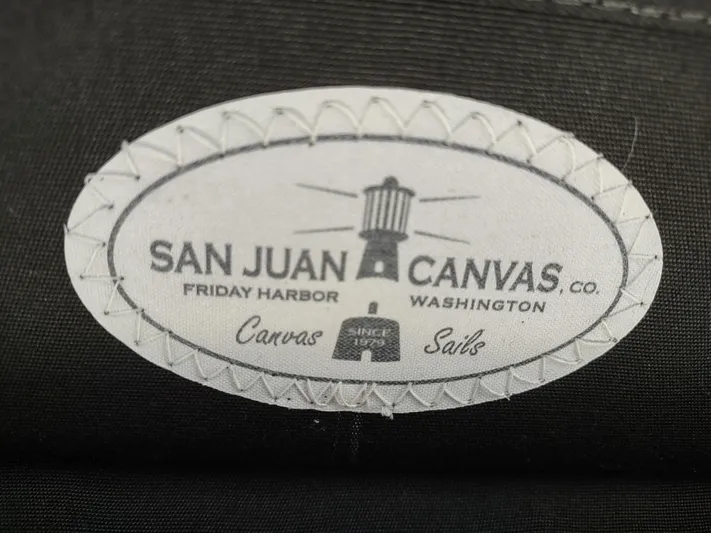 SAN JUAN CANVAS, CO.
FRIDAY HARBOR WASHINGTON
Canvas Sails
SINCE
1979